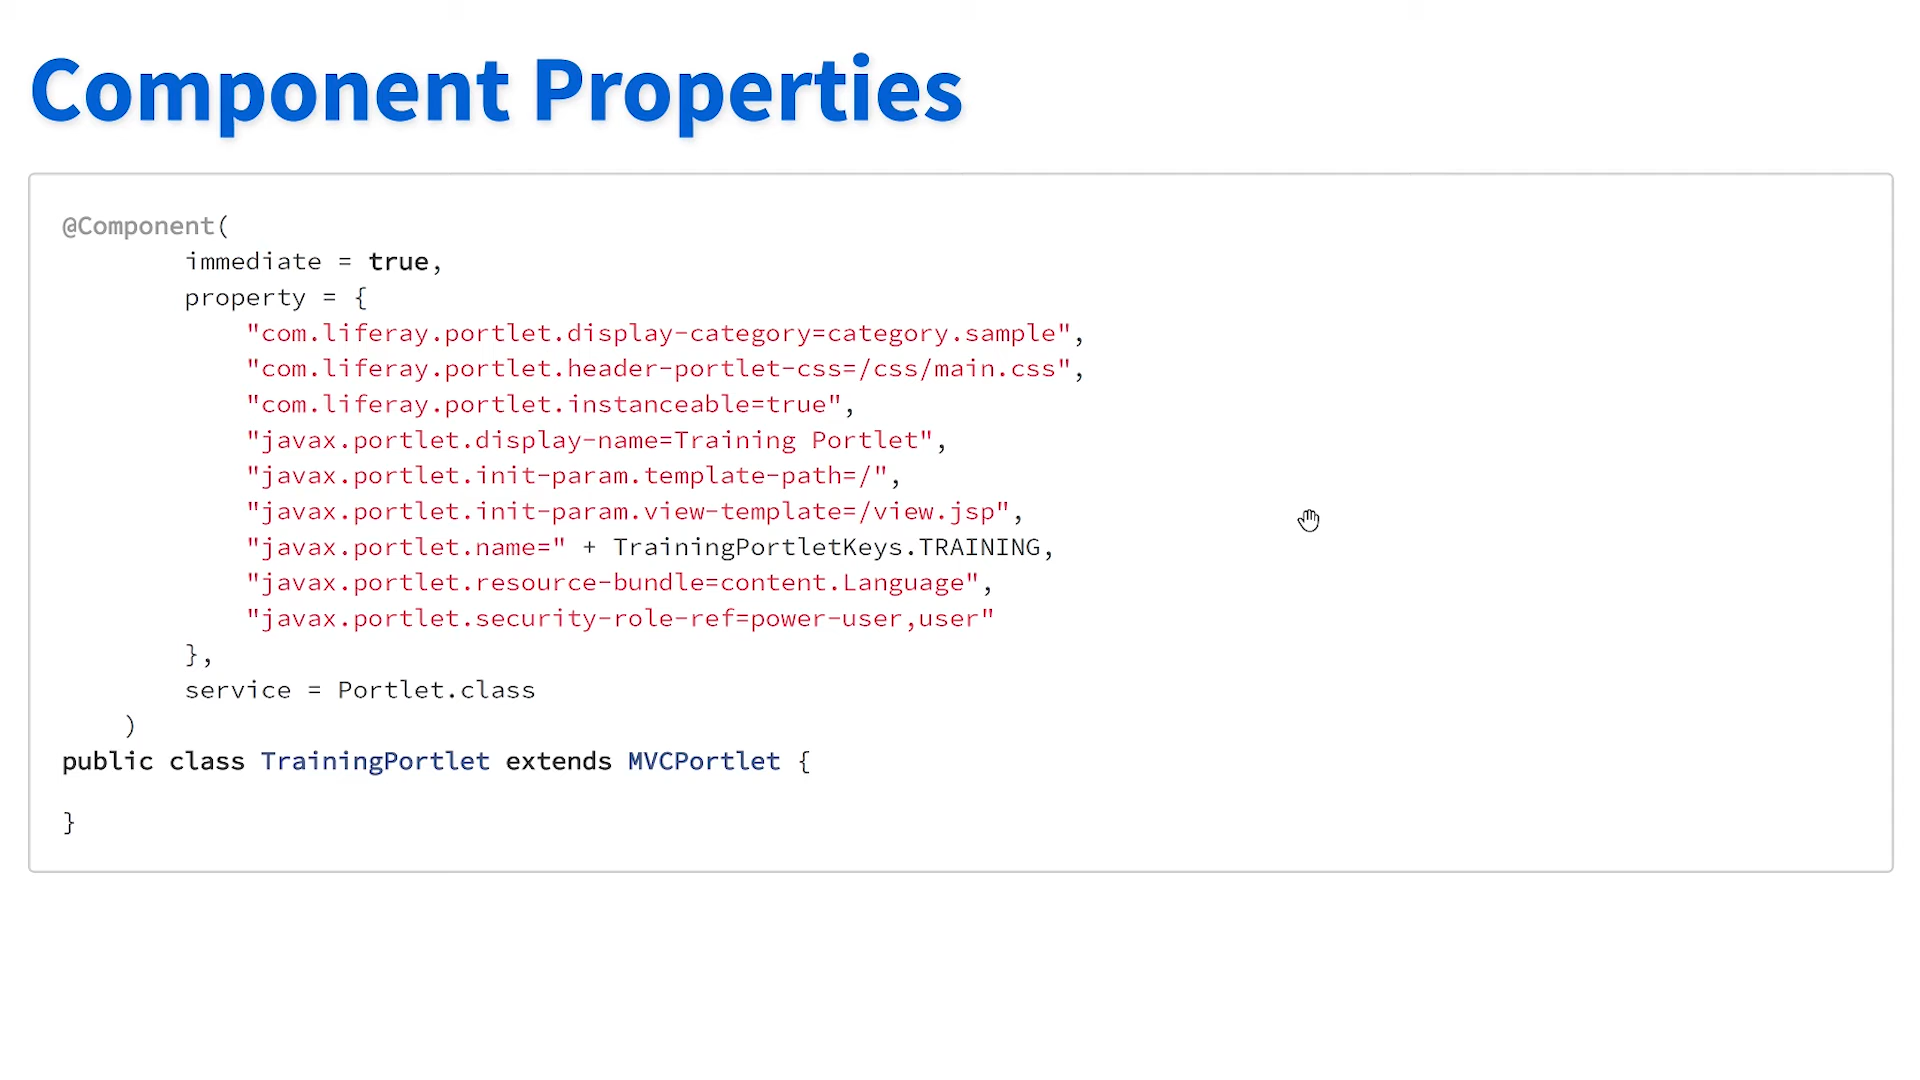 Component Properties
@Component(
immediate = true,
property = {
"com.liferay.portlet.display-category=category.sample",
"com.liferay.portlet.header-portlet-css=/css/main.css",
"com.liferay.portlet.instanceable=true",
"javax.portlet.display-name=Training Portlet",
"javax.portlet.init-param.template-path=/",
"javax.portlet.init-param.view-template=/view.jsp",
"javax.portlet.name=" + TrainingPortletKeys.TRAINING,
"javax.portlet.resource-bundle=content.Language",
"javax.portlet.security-role-ref=power-user,user"
},
service = Portlet.class
)
public class TrainingPortlet extends MVCPortlet {
}